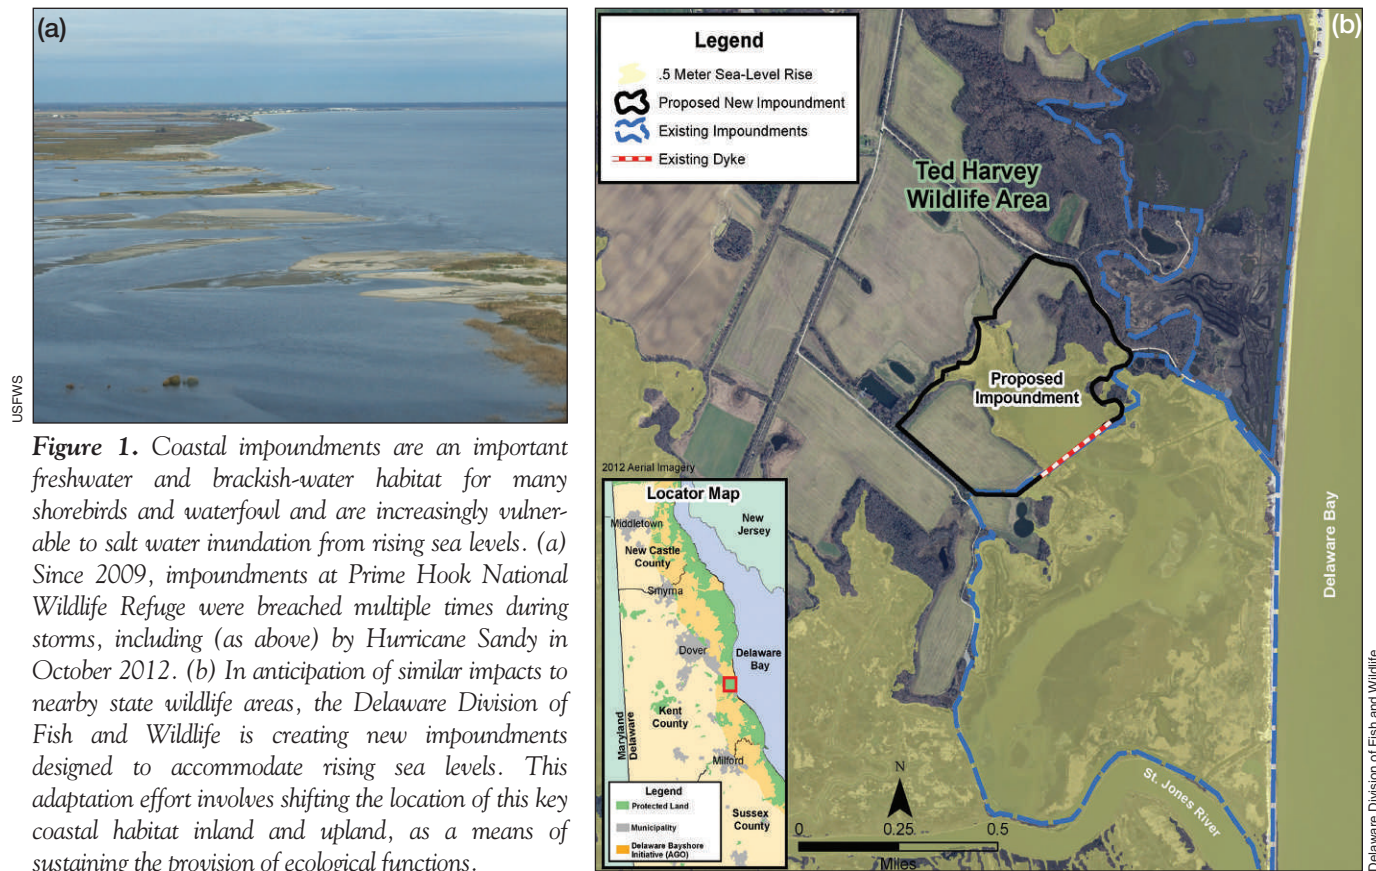 (a)
USFWS
Figure 1. Coastal impoundments are an important
freshwater and brackish-water habitat for many
shorebirds and waterfowl and are increasingly vulner-
able to salt water inundation from rising sea levels. (a)
Since 2009, impoundments at Prime Hook National
Wildlife Refuge were breached multiple times during
storms, including (as above) by Hurricane Sandy in
October 2012. (b) In anticipation of similar impacts to
nearby state wildlife areas, the Delaware Division of
Fish and Wildlife is creating new impoundments
designed to accommodate rising sea levels. This
adaptation effort involves shifting the location of this key
coastal habitat inland and upland, as a means of
sustaining the provision of ecological functions.
(b)
Legend
.5 Meter Sea-Level Rise
Proposed New Impoundment
Existing Impoundments
Existing Dyke
Ted Harvey
Wildlife Area
Proposed
Impoundment
Delaware Bay
St. Jones River
N
0 0.25 0.5
Miles
2012 Aerial Imagery
Locator Map
Middletown
New
Jersey
New Castle
County
Smyrna
Dover
Delaware
Bay
Kent
County
Maryland
Delaware
Milford
Sussex
County
Legend
Protected Land
Municipality
Delaware Bayshore
Initiative (AGO)
Delaware Division of Fish and Wildlife